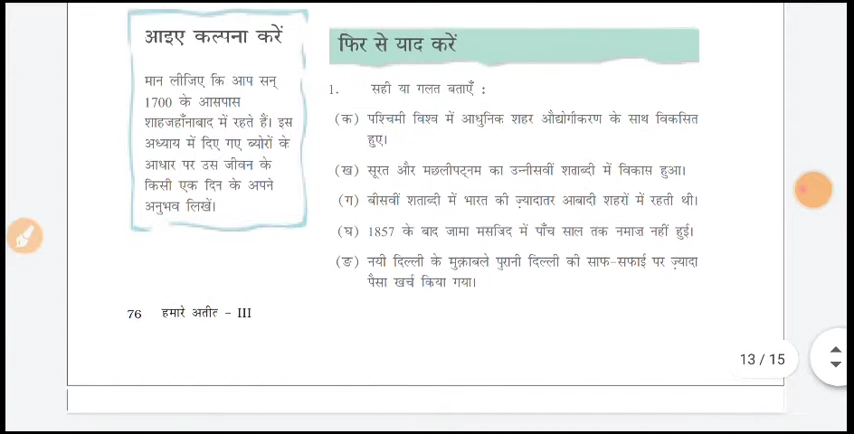 आइए कल्पना करें
मान लीजिए कि आप सन्
1700 के आसपास
शाहजहाँनाबाद में रहते हैं। इस
अध्याय में दिए गए ब्योरों के
आधार पर उस जीवन के
किसी एक दिन के अपने
अनुभव लिखें।
फिर से याद करें
1. सही या गलत बताएँ :
(क) पश्चिमी विश्व में आधुनिक शहर औद्योगीकरण के साथ विकसित
हुए।
(ख) सूरत और मछलीपट्नम का उन्नीसवीं शताब्दी में विकास हुआ।
(ग) बीसवीं शताब्दी में भारत की ज़्यादातर आबादी शहरों में रहती थी।
(घ) 1857 के बाद जामा मसजिद में पाँच साल तक नमाज़ नहीं हुई।
(ङ) नयी दिल्ली के मुक़ाबले पुरानी दिल्ली की साफ-सफाई पर ज़्यादा
पैसा खर्च किया गया।
76 हमारे अतीत – III
13 / 15